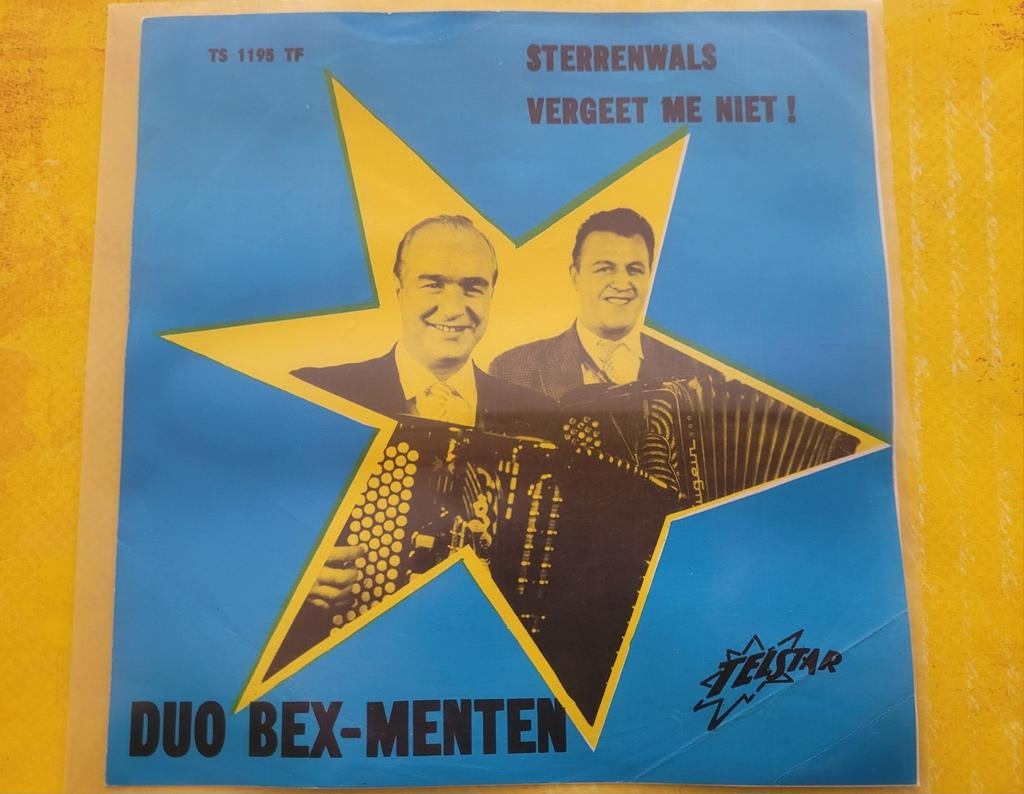 TS 1195 TF
STERRENWALS
VERGEET ME NIET !
DUO BEX-MENTEN
TELSTAR